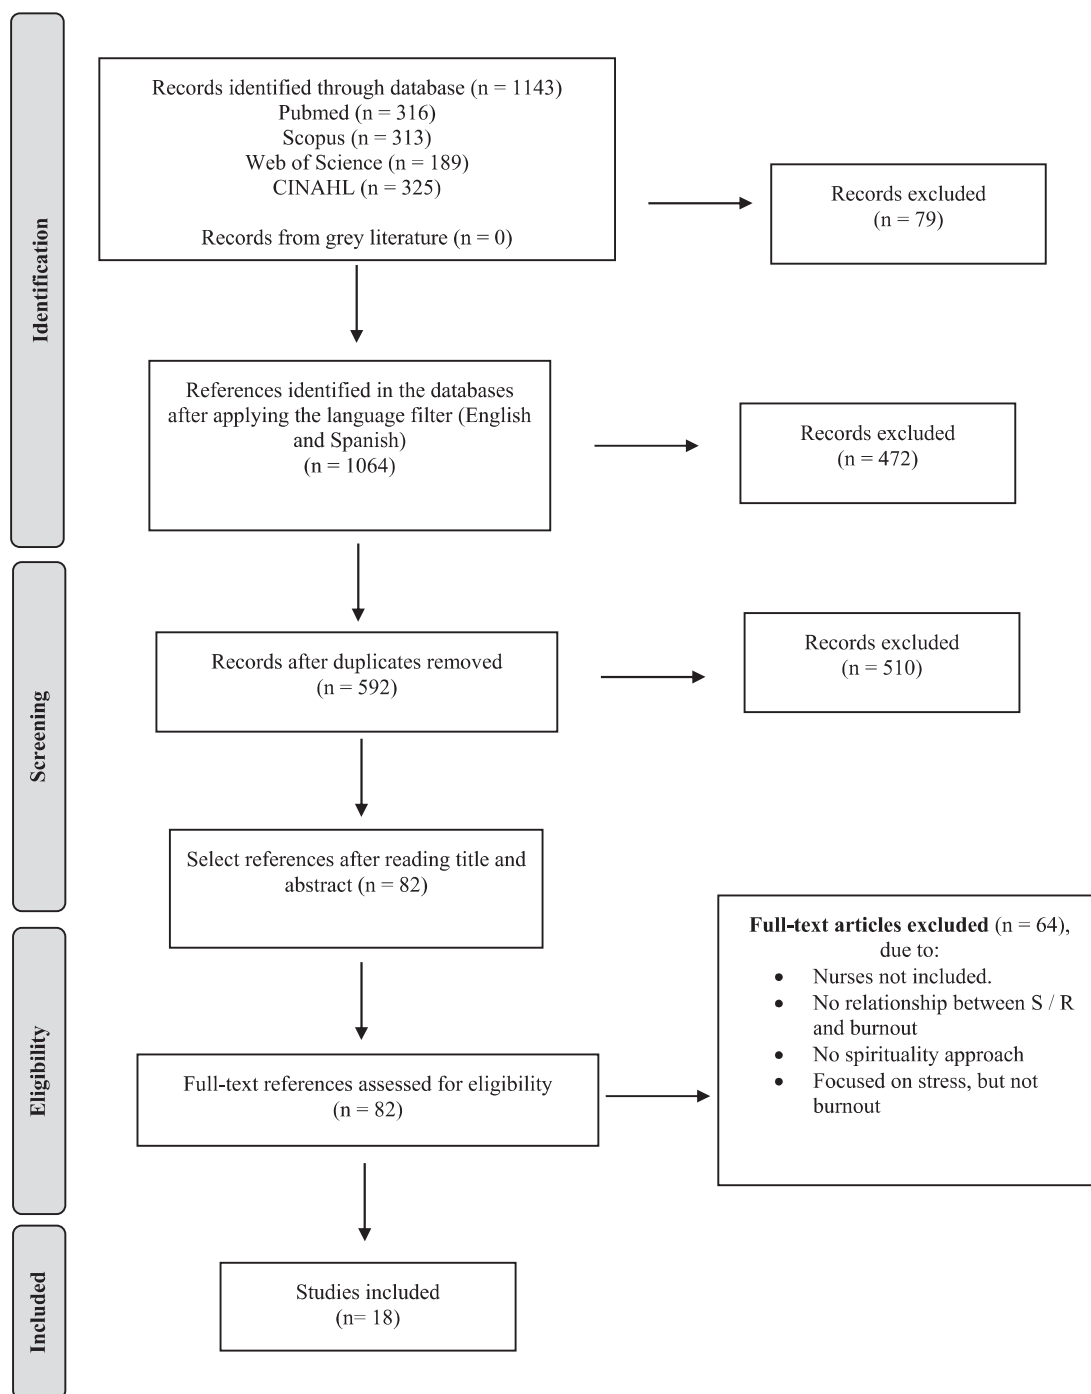 Identification
Records identified through database (n = 1143)
Pubmed (n = 316)
Scopus (n = 313)
Web of Science (n = 189)
CINAHL (n = 325)
Records from grey literature (n = 0)
Records excluded
(n = 79)
References identified in the databases
after applying the language filter (English
and Spanish)
(n = 1064)
Records excluded
(n = 472)
Screening
Records after duplicates removed
(n = 592)
Records excluded
(n = 510)
Select references after reading title and
abstract (n = 82)
Eligibility
Full-text references assessed for eligibility
(n = 82)
Full-text articles excluded (n = 64),
due to:
• Nurses not included.
• No relationship between S / R
and burnout
• No spirituality approach
• Focused on stress, but not
burnout
Included
Studies included
(n= 18)